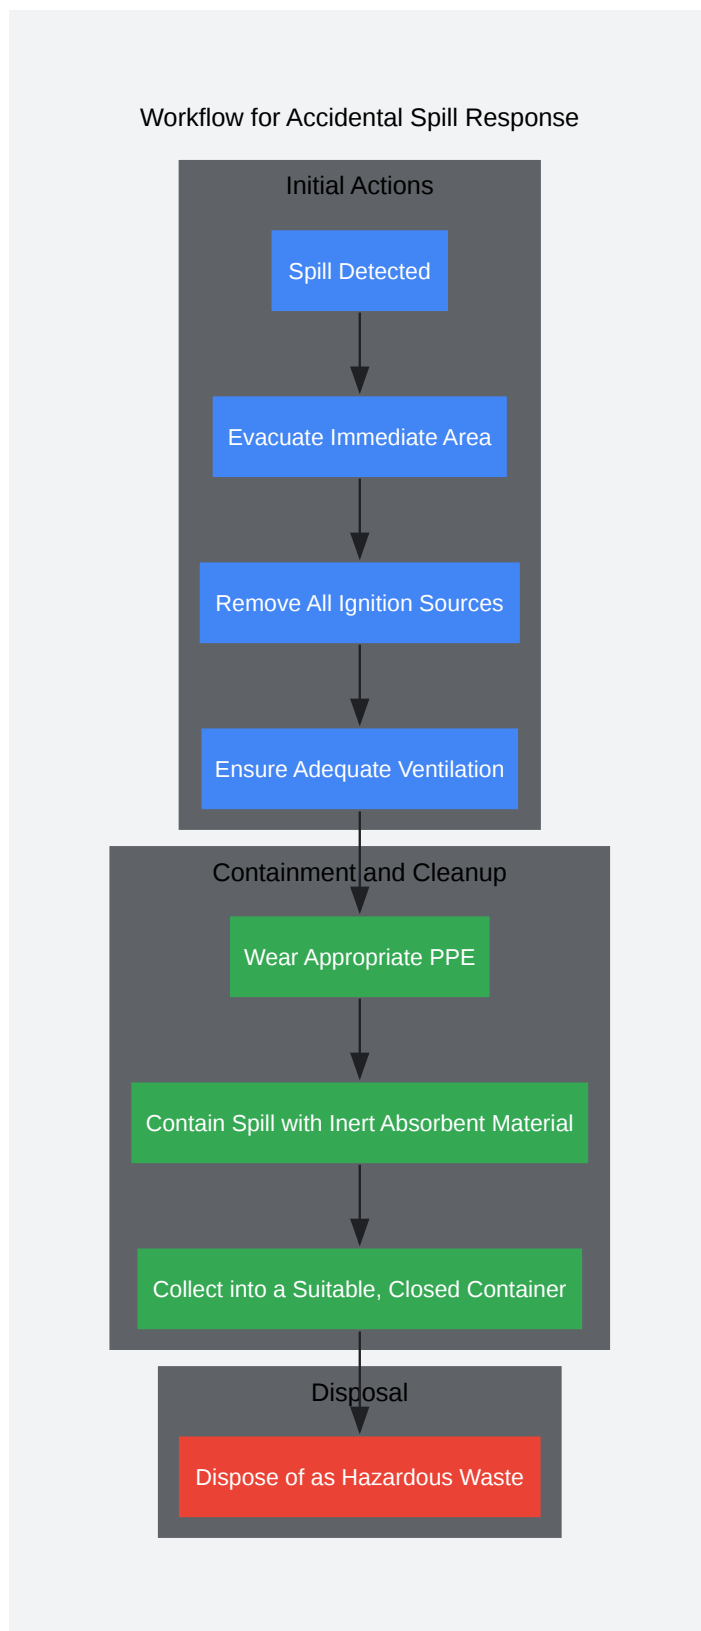 Workflow for Accidental Spill Response
Initial Actions
Spill Detected
Evacuate Immediate Area
Remove All Ignition Sources
Ensure Adequate Ventilation
Containment and Cleanup
Wear Appropriate PPE
Contain Spill with Inert Absorbent Material
Collect into a Suitable, Closed Container
Disposal
Dispose of as Hazardous Waste